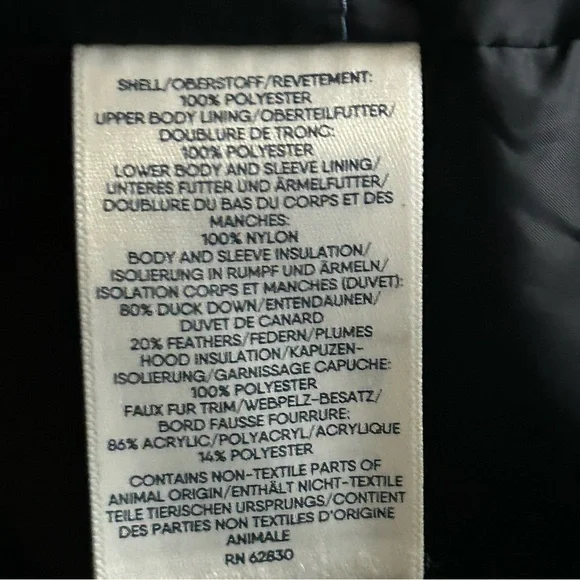 SHELL/OBERSTOFF/REVETEMENT:
100% POLYESTER
UPPER BODY LINING/OBERTEILFUTTER/
DOUBLURE DE TRONC:
100% POLYESTER
LOWER BODY AND SLEEVE LINING/
UNTERES FUTTER UND ÄRMELFUTTER/
DOUBLURE DU BAS DU CORPS ET DES
MANCHES:
100% NYLON
BODY AND SLEEVE INSULATION/
ISOLIERUNG IN RUMPF UND ÄRMELN/
ISOLATION CORPS ET MANCHES (DUVET):
80% DUCK DOWN/ENTENDAUNEN/
DUVET DE CANARD
20% FEATHERS/FEDERN/PLUMES
HOOD INSULATION/KAPUZEN-
ISOLIERUNG/GARNISSAGE CAPUCHE:
100% POLYESTER
FAUX FUR TRIM/WEBPELZ-BESATZ/
BORD FAUSSE FOURRURE:
86% ACRYLIC/POLYACRYL/ACRYLIQUE
14% POLYESTER
CONTAINS NON-TEXTILE PARTS OF
ANIMAL ORIGIN/ENTHÄLT NICHT-TEXTILE
TEILE TIERISCHEN URSPRUNGS/CONTIENT
DES PARTIES NON TEXTILES D'ORIGINE
ANIMALE
RN 62830